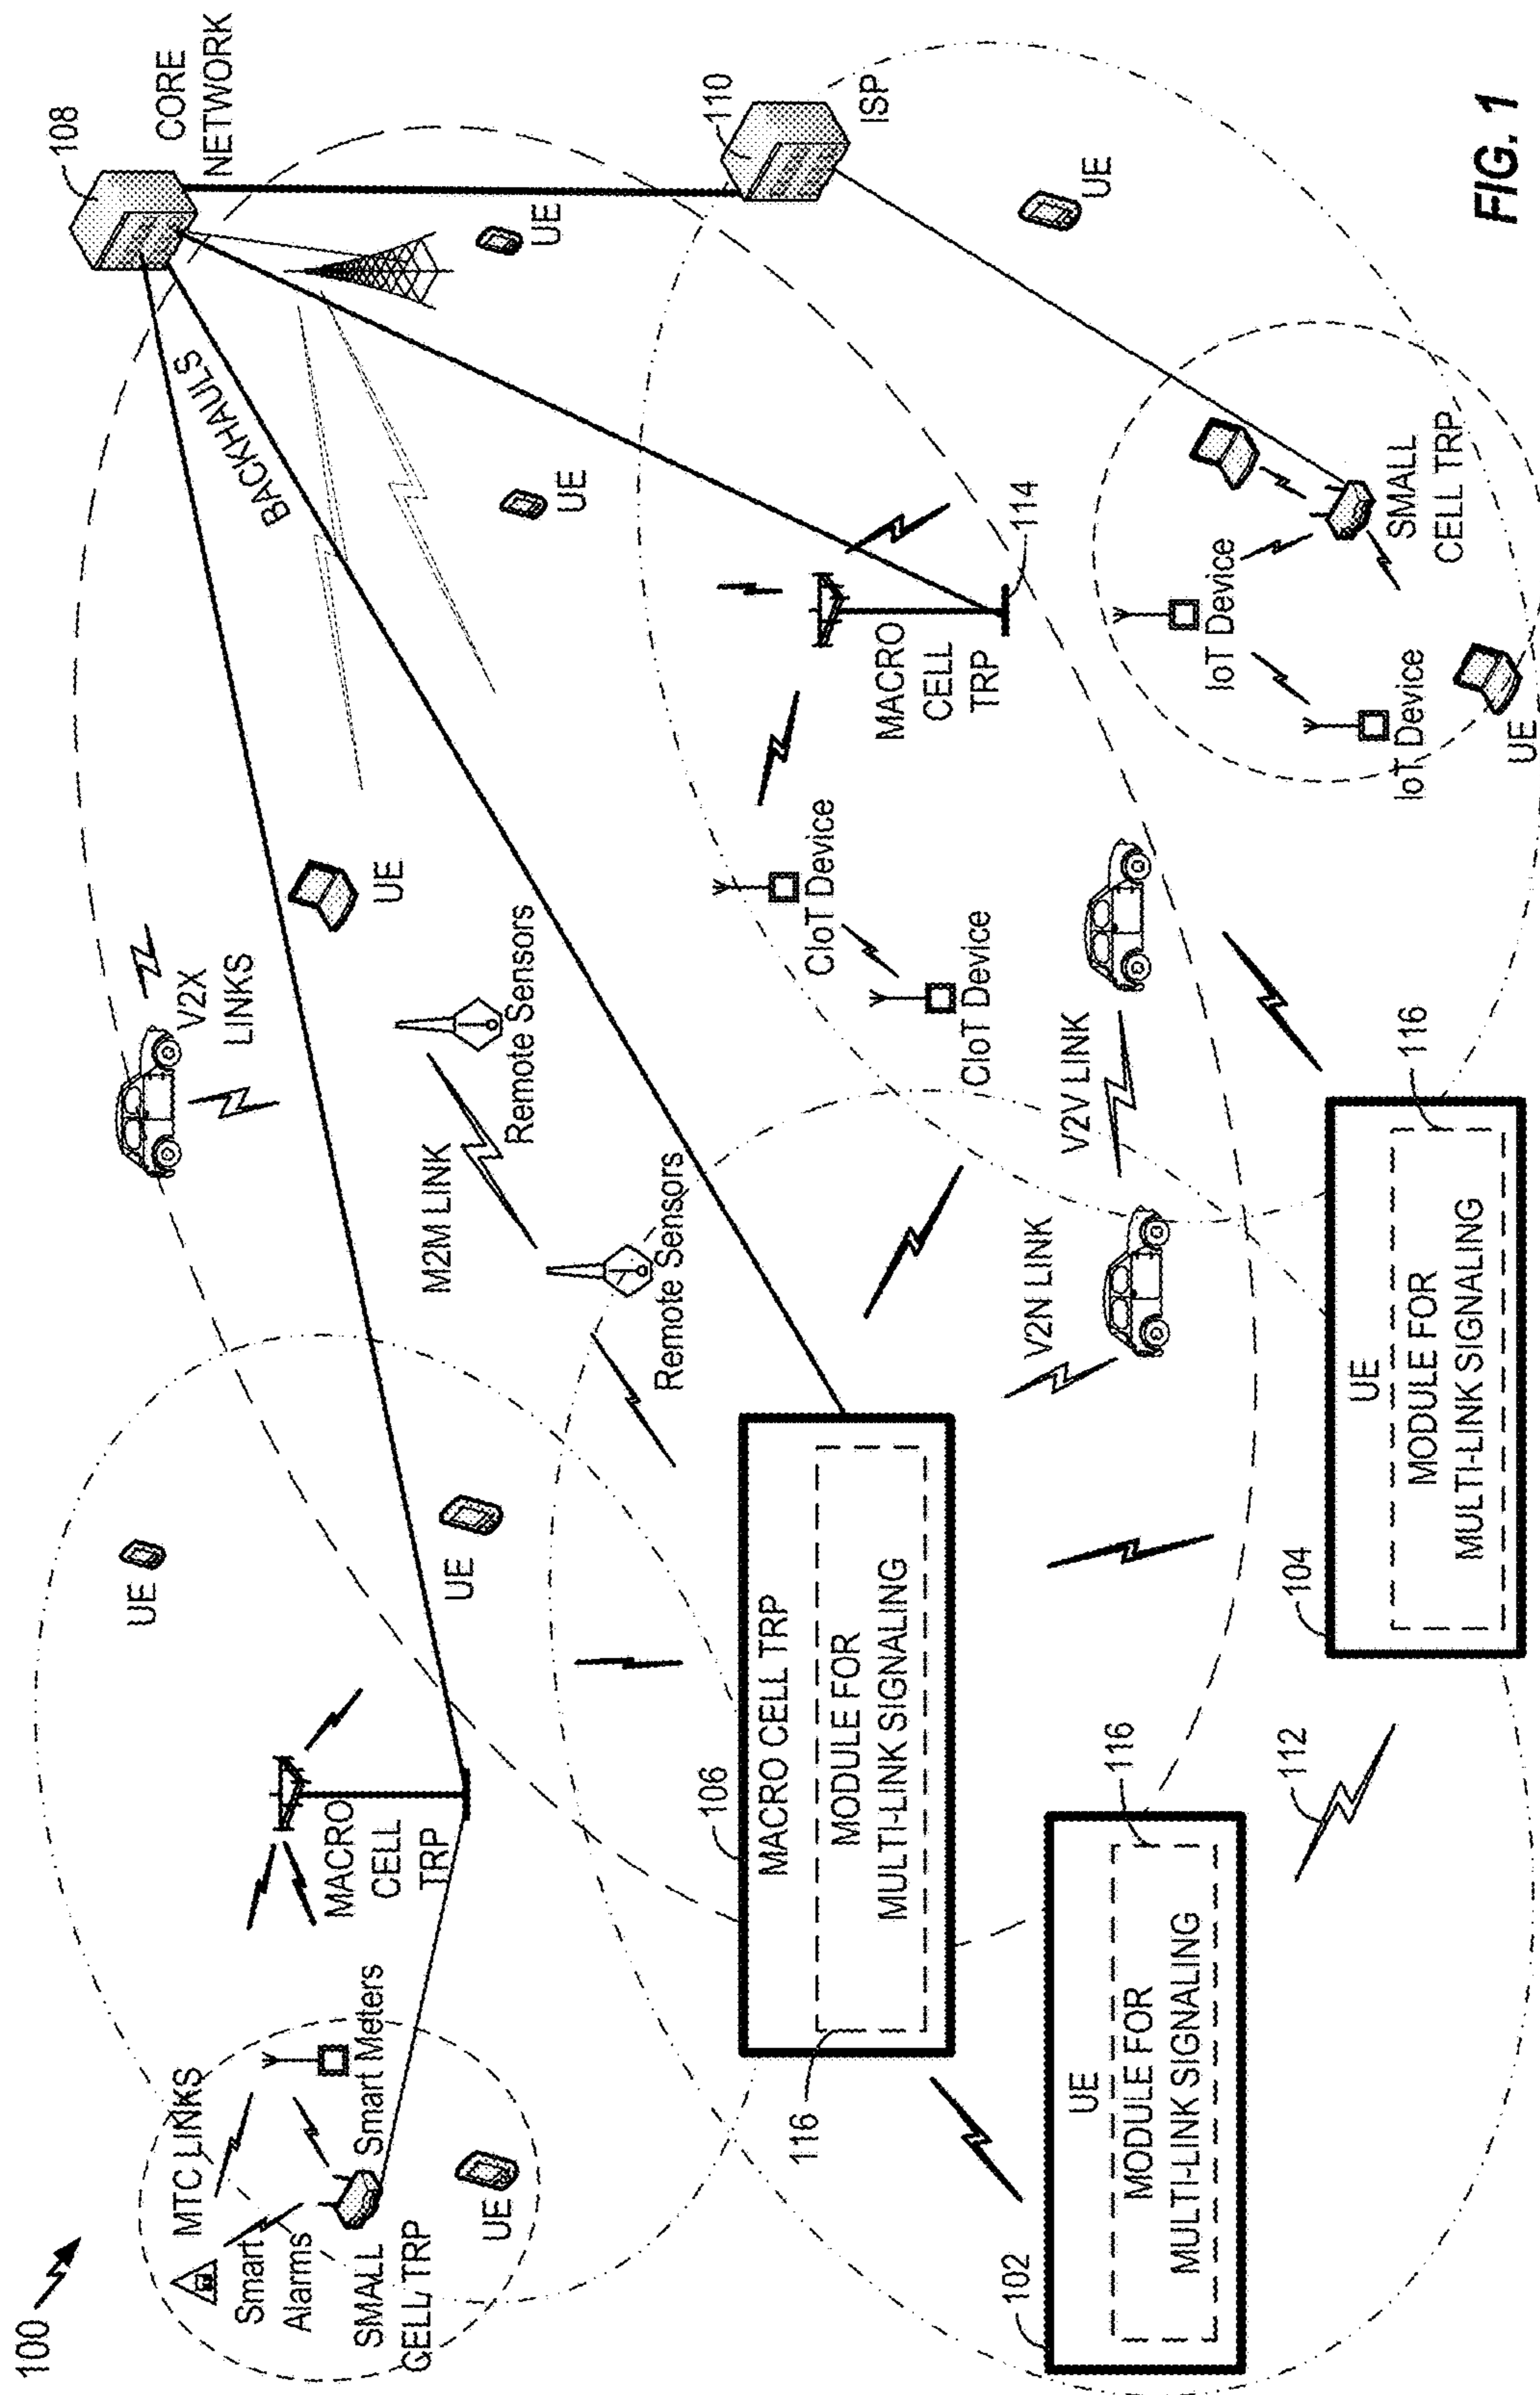 100
MTC LINKS
Smart
Alarms
Smart Meters
SMALL
CELL TRP
UE
MACRO
CELL
TRP
UE
UE
V2X
LINKS
UE
BACKHAULS
108
CORE
NETWORK
UE
UE
M2M LINK
Remote Sensors
Remote Sensors
110
ISP
UE
MACRO
CELL
TRP
114
CIoT Device
CIoT Device
106
MACRO CELL TRP
MODULE FOR
MULTI-LINK SIGNALING
116
V2N LINK
V2V LINK
IoT Device
IoT Device
SMALL
CELL TRP
UE
102
UE
MODULE FOR
MULTI-LINK SIGNALING
116
112
104
UE
MODULE FOR
MULTI-LINK SIGNALING
116
FIG. 1